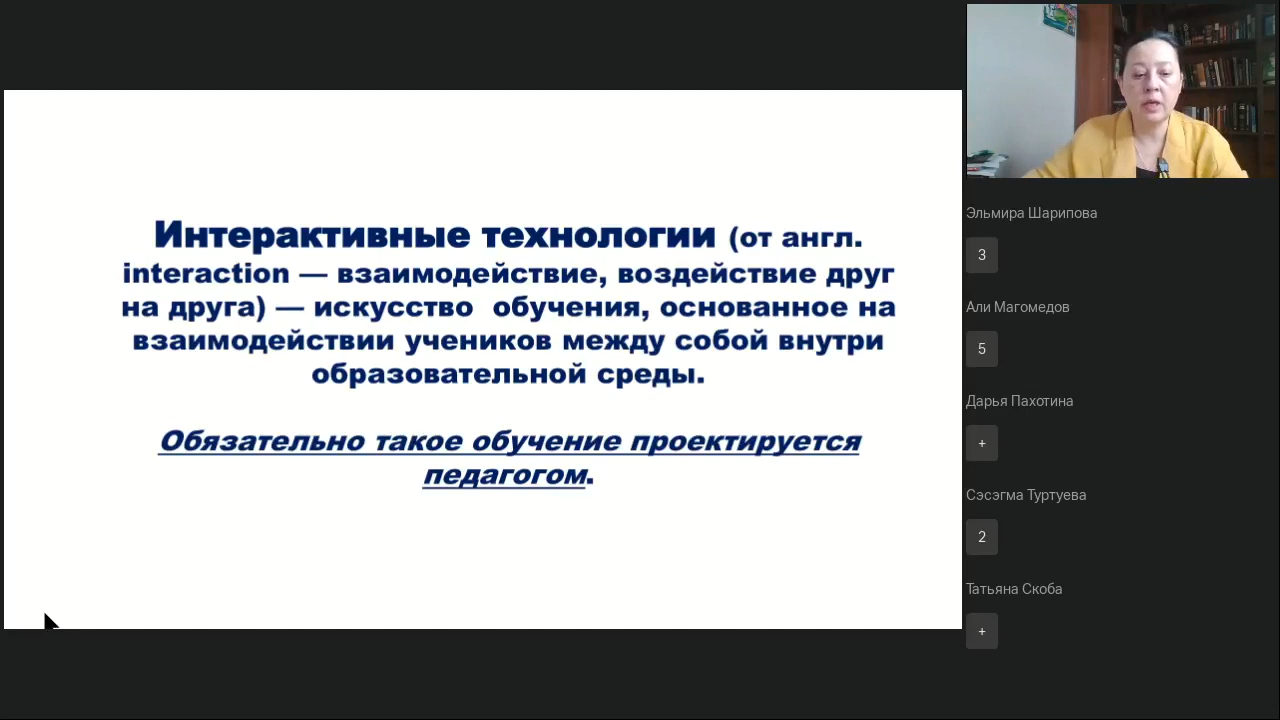 Интерактивные технологии (от англ.
interaction — взаимодействие, воздействие друг
на друга) — искусство обучения, основанное на
взаимодействии учеников между собой внутри
образовательной среды.
Обязательно такое обучение проектируется
педагогом.
Эльмира Шарипова
3
Али Магомедов
5
Дарья Пахотина
+
Сэсэгма Туртуева
2
Татьяна Скоба
+